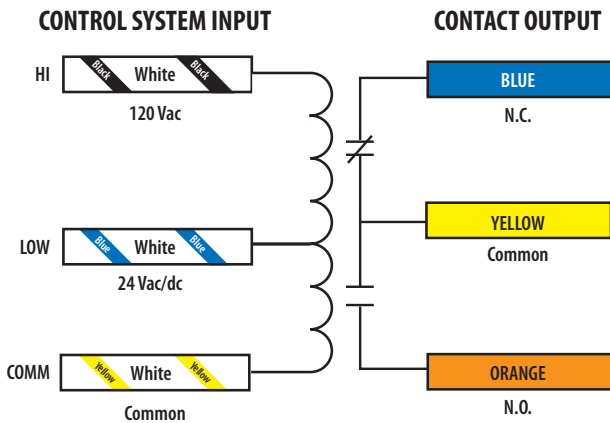 CONTROL SYSTEM INPUT
CONTACT OUTPUT
HI
Black
White
Black
120 Vac
BLUE
N.C.
LOW
Blue
White
Blue
24 Vac/dc
YELLOW
Common
COMM
Yellow
White
Yellow
Common
ORANGE
N.O.